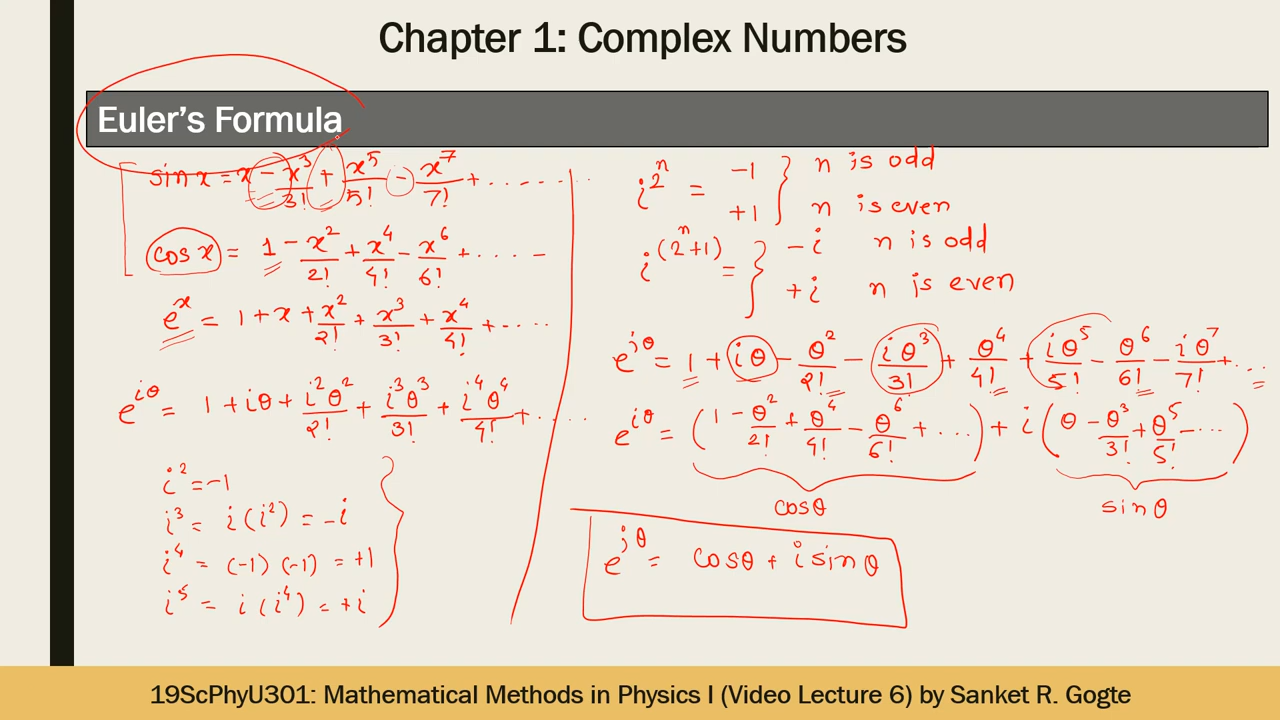 Chapter 1: Complex Numbers
Euler's Formula
sin x = x - x³/3! + x⁵/5! - x⁷/7! + ........
cos x = 1 - x²/2! + x⁴/4! - x⁶/6! + .... -
eˣ = 1 + x + x²/2! + x³/3! + x⁴/4! + ....
e^{iθ} = 1 + iθ + i²θ²/2! + i³θ³/3! + i⁴θ⁴/4! + ....
i² = -1
i³ = i(i²) = -i
i⁴ = (-1)(-1) = +1
i⁵ = i(i⁴) = +i
i^{2^n} = -1 } n is odd
+1 n is even
i^{(2^n+1)} = } -i n is odd
+i n is even
e^{iθ} = 1 + iθ - θ²/2! - iθ³/3! + θ⁴/4! + iθ⁵/5! - θ⁶/6! - iθ⁷/7! + ...
e^{iθ} = (1 - θ²/2! + θ⁴/4! - θ⁶/6! + ...) + i(θ - θ³/3! + θ⁵/5! - ...)
cosθ sinθ
e^{iθ} = cosθ + i sinθ
19ScPhyU301: Mathematical Methods in Physics I (Video Lecture 6) by Sanket R. Gogte